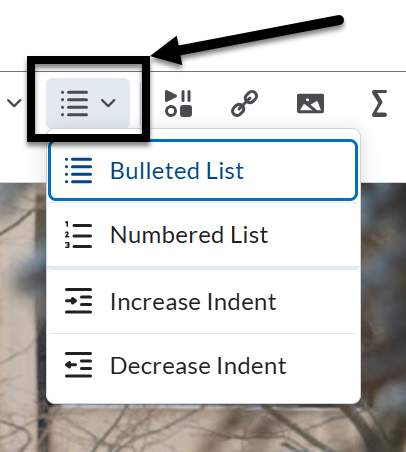 Bulleted List
Numbered List
Increase Indent
Decrease Indent